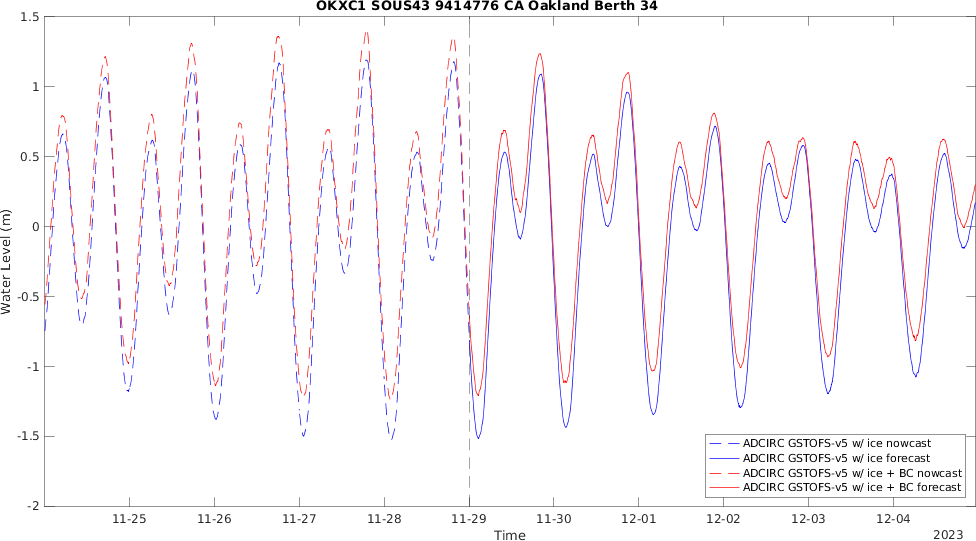 OKXC1 SOUS43 9414776 CA Oakland Berth 34
1.5
1
0.5
0
-0.5
-1
-1.5
-2
Water Level (m)
11-25
11-26
11-27
11-28
11-29
11-30
12-01
12-02
12-03
12-04
Time
2023
ADCIRC GSTOFS-v5 w/ ice nowcast
ADCIRC GSTOFS-v5 w/ ice forecast
ADCIRC GSTOFS-v5 w/ ice + BC nowcast
ADCIRC GSTOFS-v5 w/ ice + BC forecast